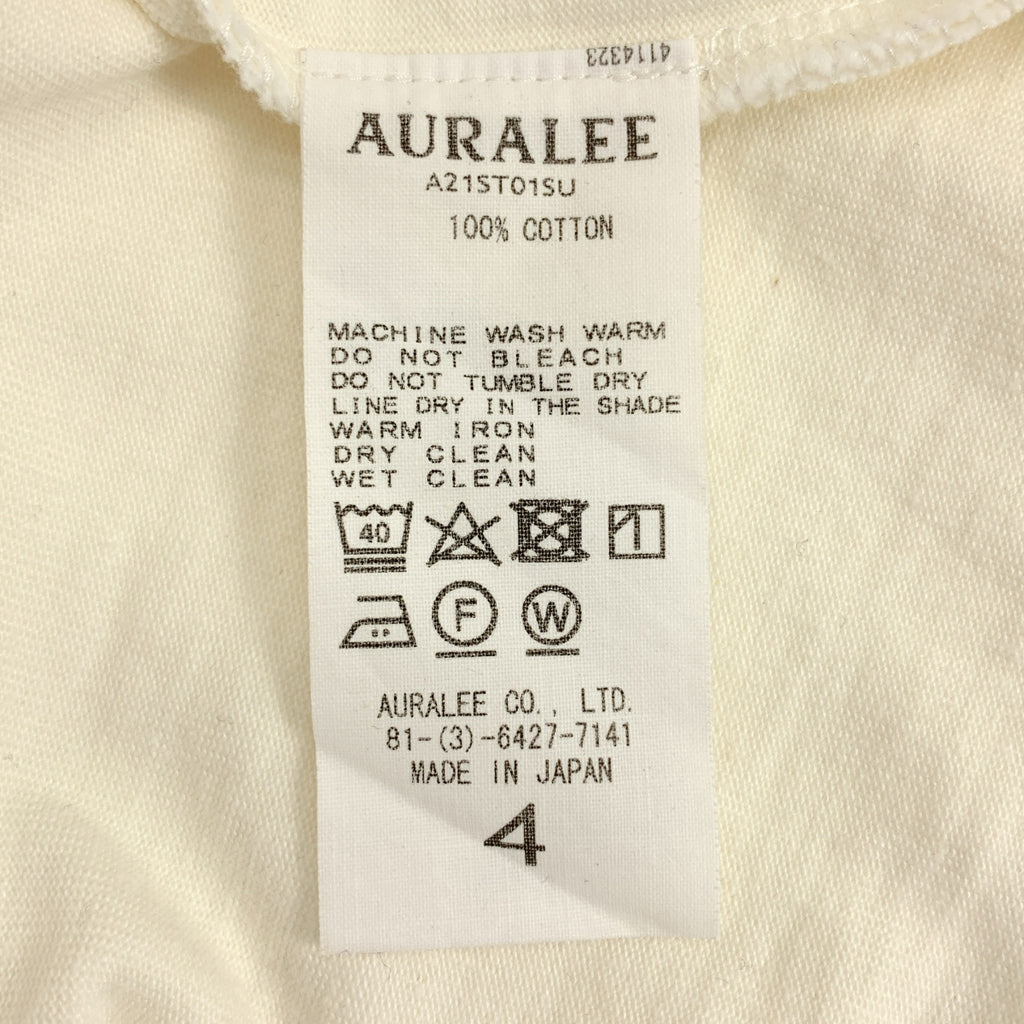 4114323
AURALEE
A21ST01SU
100% COTTON
MACHINE WASH WARM
DO NOT BLEACH
DO NOT TUMBLE DRY
LINE DRY IN THE SHADE
WARM IRON
DRY CLEAN
WET CLEAN
40
F W
AURALEE CO., LTD.
81-(3)-6427-7141
MADE IN JAPAN
4